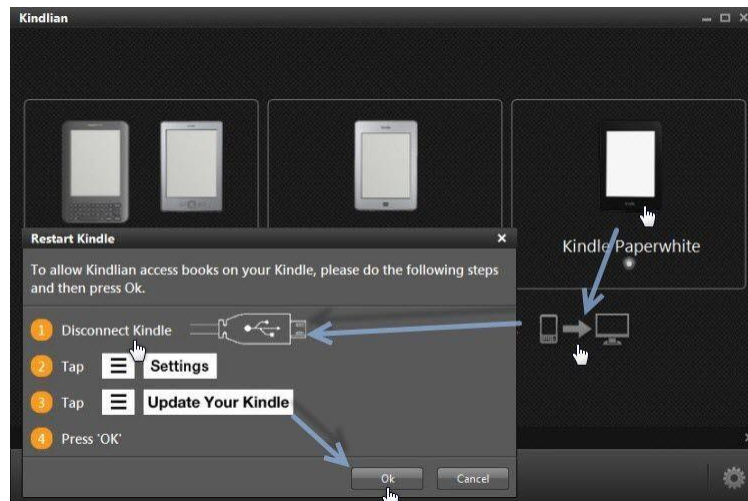 Kindlian
Kindle Paperwhite
Restart Kindle
To allow Kindlian access books on your Kindle, please do the following steps
and then press Ok.
1 Disconnect Kindle
2 Tap Settings
3 Tap Update Your Kindle
4 Press 'OK'
Ok Cancel